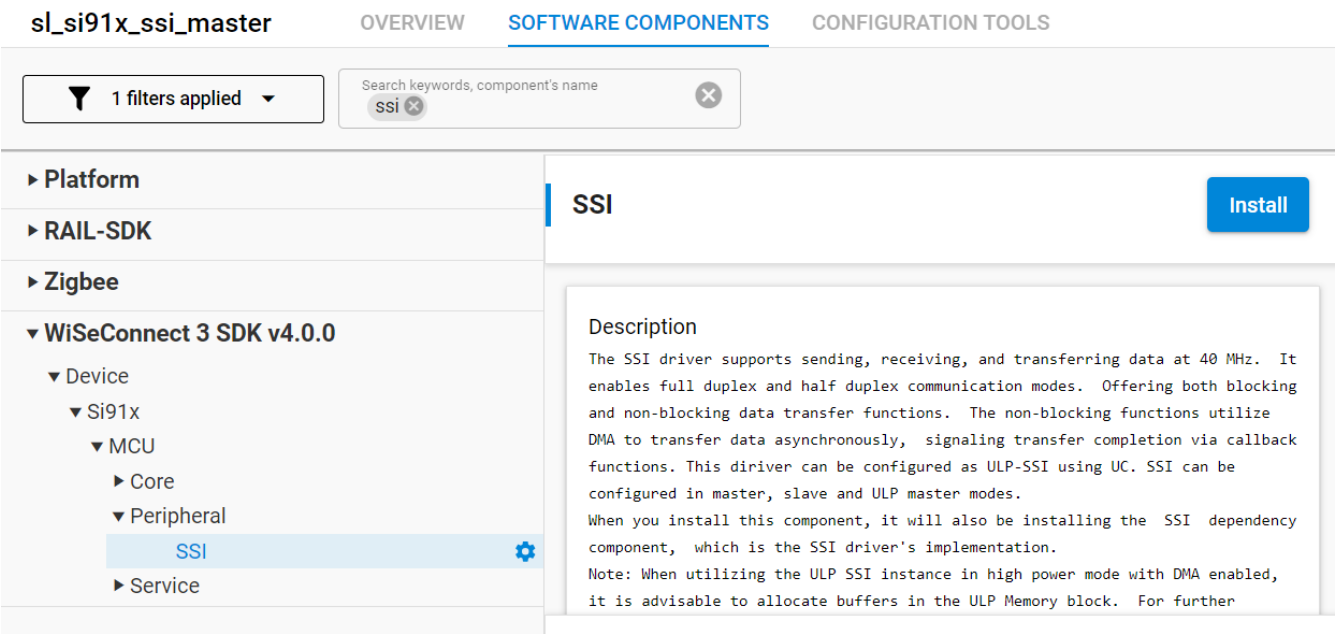 sl_si91x_ssi_master
OVERVIEW
SOFTWARE COMPONENTS
CONFIGURATION TOOLS
1 filters applied
Search keywords, component's name
ssi
Platform
RAIL-SDK
Zigbee
WiSeConnect 3 SDK v4.0.0
Device
Si91x
MCU
Core
Peripheral
SSI
Service
SSI
Install
Description
The SSI driver supports sending, receiving, and transferring data at 40 MHz. It
enables full duplex and half duplex communication modes. Offering both blocking
and non-blocking data transfer functions. The non-blocking functions utilize
DMA to transfer data asynchronously, signaling transfer completion via callback
functions. This diriver can be configured as ULP-SSI using UC. SSI can be
configured in master, slave and ULP master modes.
When you install this component, it will also be installing the SSI dependency
component, which is the SSI driver's implementation.
Note: When utilizing the ULP SSI instance in high power mode with DMA enabled,
it is advisable to allocate buffers in the ULP Memory block. For further